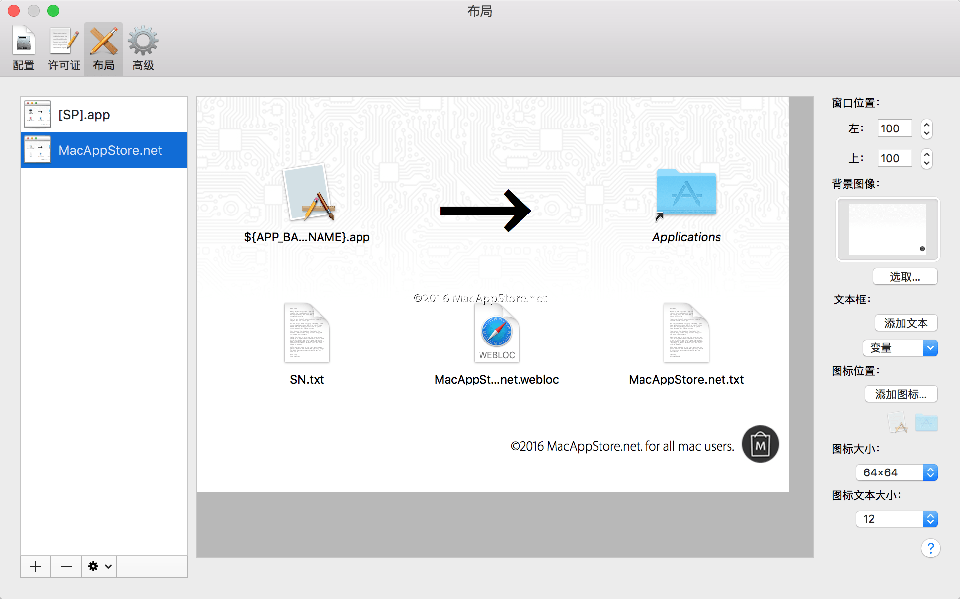 布局
配置 许可证 布局 高级
[SP].app
MacAppStore.net
${APP_BA...NAME}.app
Applications
©2016 MacAppStore.net
WEBLOC
SN.txt
MacAppSt...net.webloc
MacAppStore.net.txt
©2016 MacAppStore.net. for all mac users.
M
窗口位置:
左: 100
上: 100
背景图像:
选取...
文本框:
添加文本
变量
图标位置:
添加图标...
图标大小:
64×64
图标文本大小:
12
?